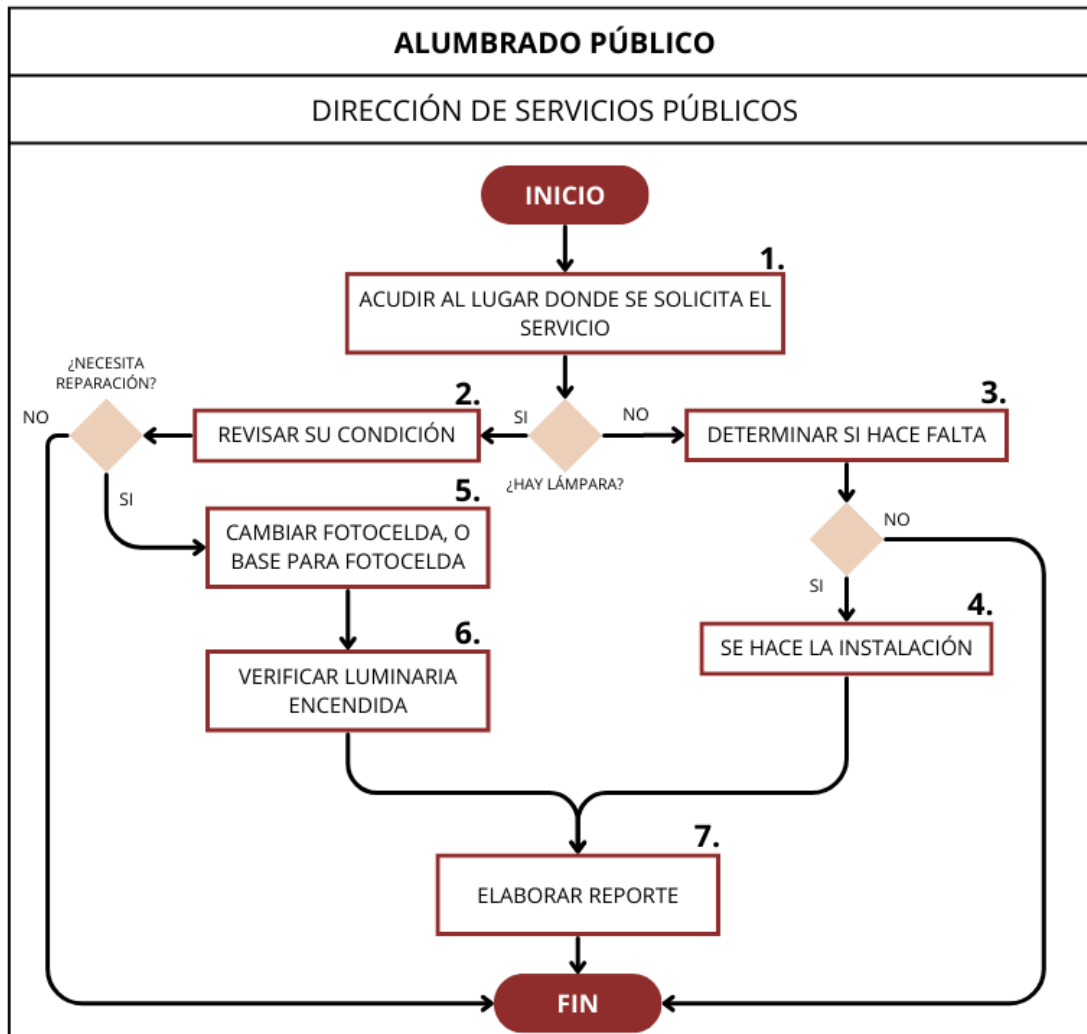 ALUMBRADO PÚBLICO
DIRECCIÓN DE SERVICIOS PÚBLICOS
INICIO
1.
ACUDIR AL LUGAR DONDE SE SOLICITA EL
SERVICIO
¿NECESITA
REPARACIÓN?
NO
2.
REVISAR SU CONDICIÓN
SI
NO
¿HAY LÁMPARA?
3.
DETERMINAR SI HACE FALTA
SI
5.
CAMBIAR FOTOCELDA, O
BASE PARA FOTOCELDA
NO
SI
4.
SE HACE LA INSTALACIÓN
6.
VERIFICAR LUMINARIA
ENCENDIDA
7.
ELABORAR REPORTE
FIN